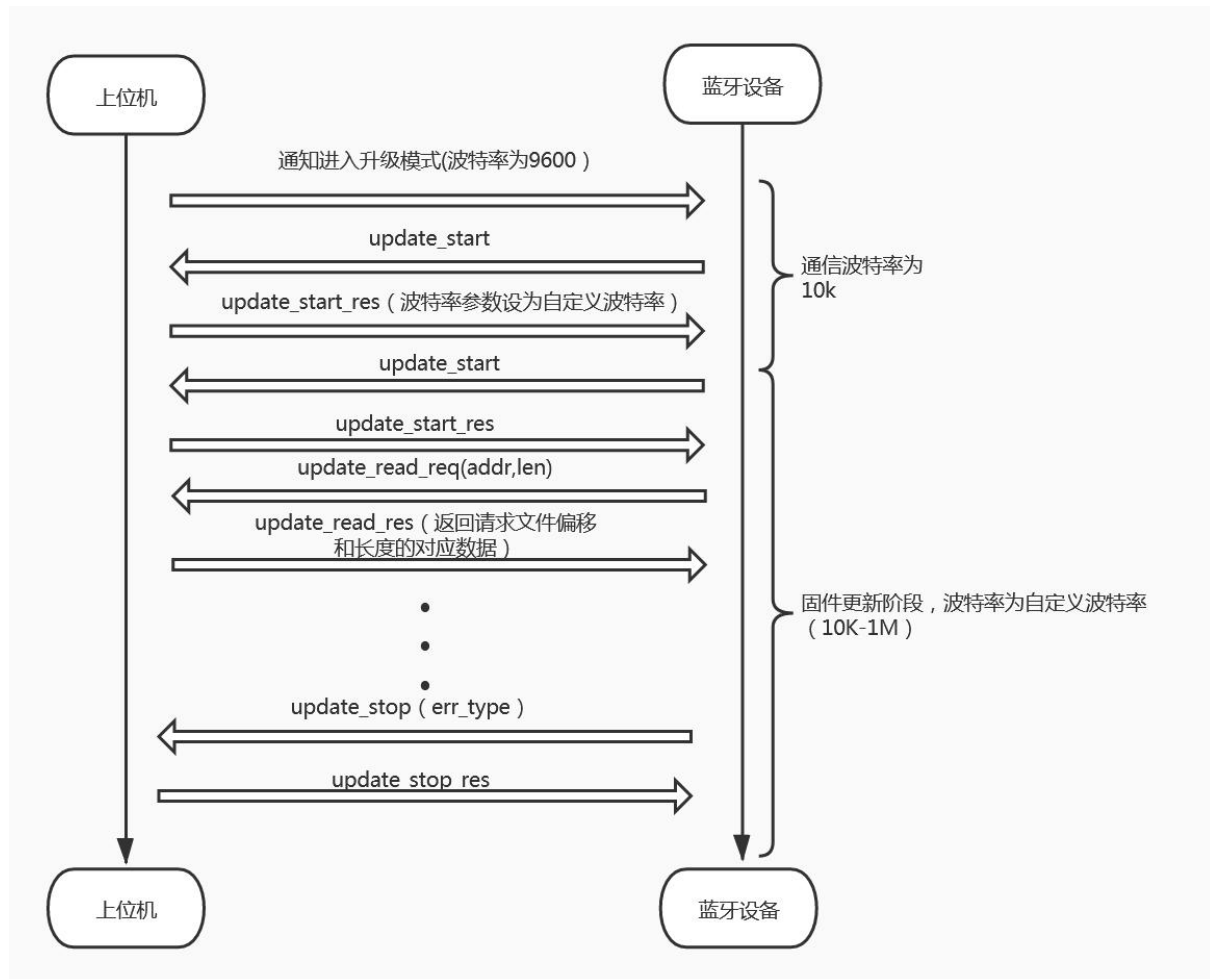 上位机
蓝牙设备
通知进入升级模式(波特率为9600）
update_start
通信波特率为
10k
update_start_res（波特率参数设为自定义波特率）
update_start
update_start_res
update_read_req(addr,len)
update_read_res（返回请求文件偏移
和长度的对应数据）
固件更新阶段，波特率为自定义波特率
（10K-1M）
update_stop（err_type）
update_stop_res
上位机
蓝牙设备